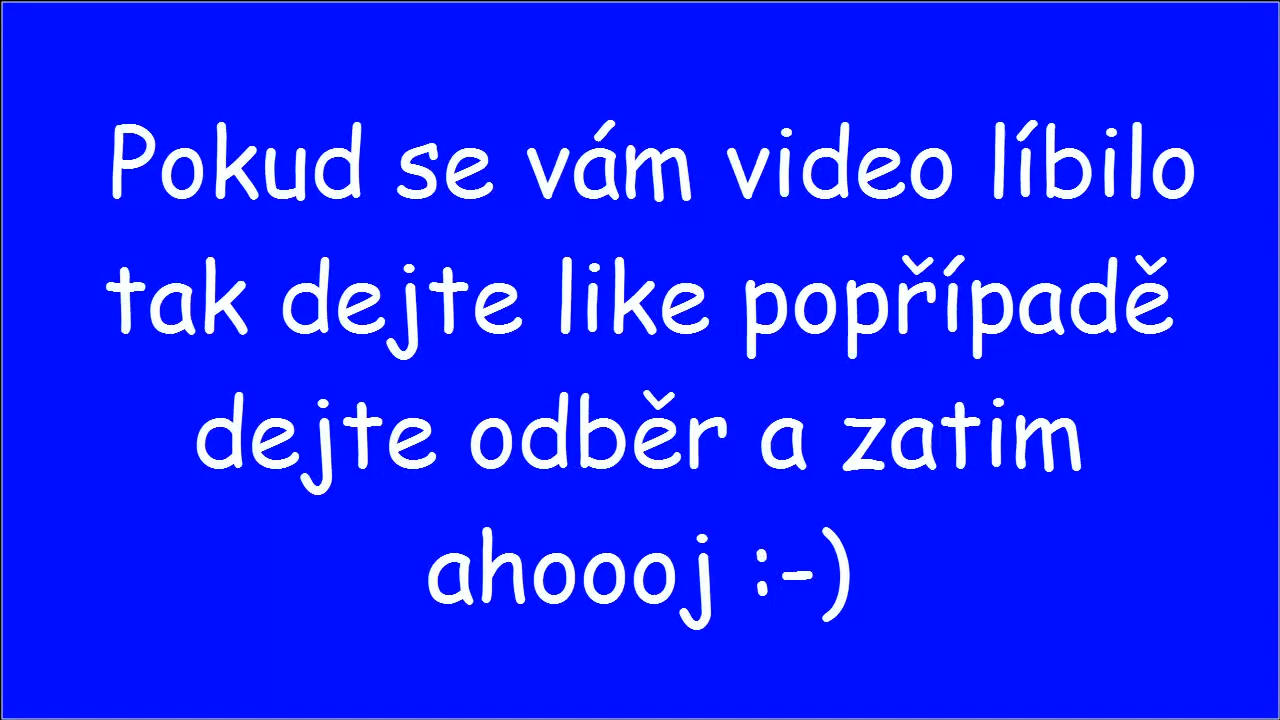 Pokud se vám video líbilo
tak dejte like popřípadě
dejte odběr a zatim
ahoooj :-)